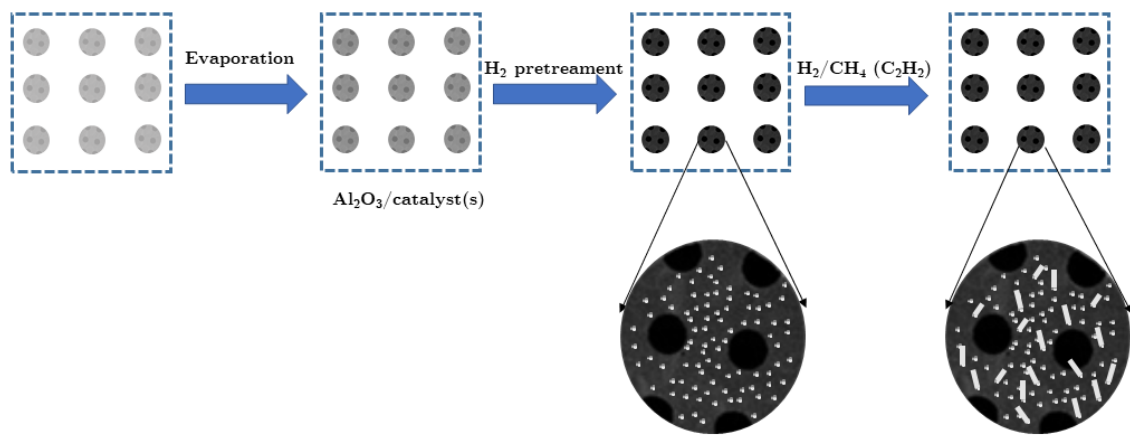 Evaporation
H₂ pretreament
H₂/CH₄ (C₂H₂)
Al₂O₃/catalyst(s)